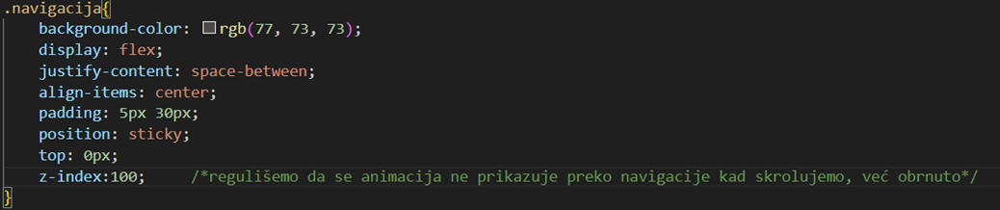 .navigacija{
    background-color: rgb(77, 73, 73);
    display: flex;
    justify-content: space-between;
    align-items: center;
    padding: 5px 30px;
    position: sticky;
    top: 0px;
    z-index:100;     /*regulišemo da se animacija ne prikazuje preko navigacije kad skrolujemo, već obrnuto*/
}